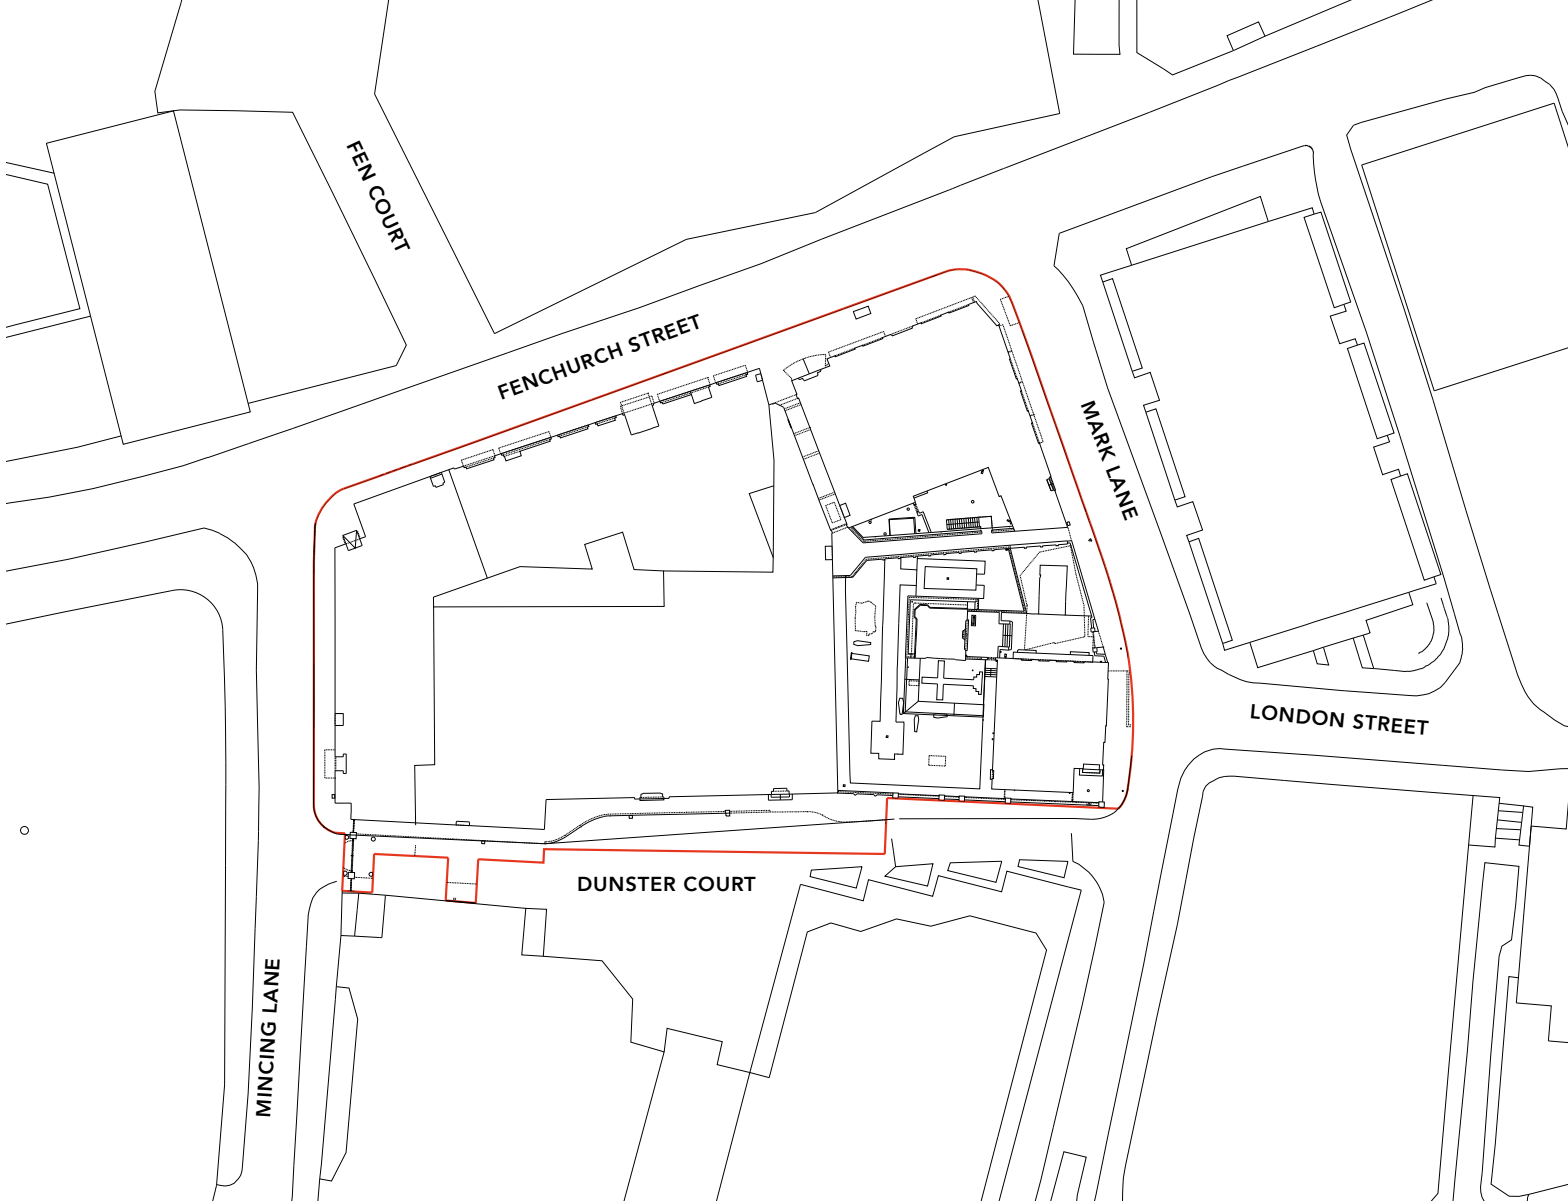 FEN COURT
FENCHURCH STREET
MARK LANE
LONDON STREET
DUNSTER COURT
MINCING LANE